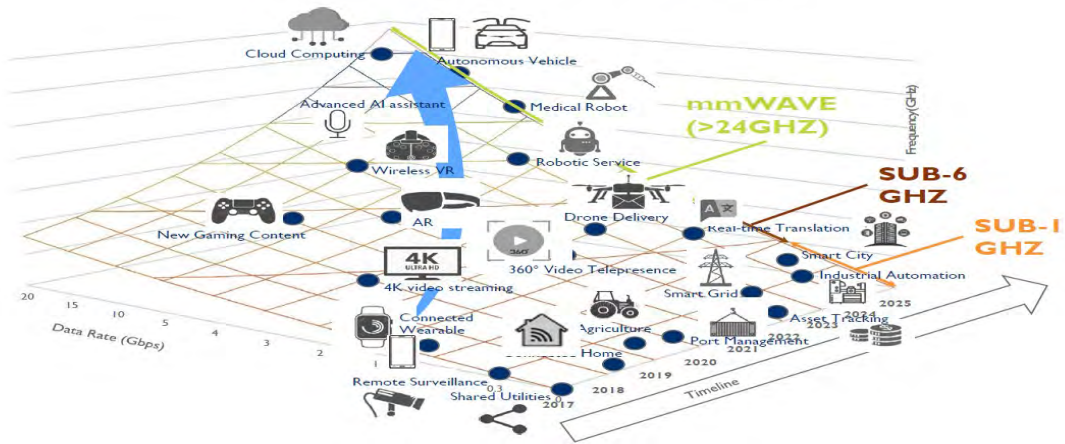 Cloud Computing
Autonomous Vehicle
Advanced AI assistant
Medical Robot
mmWAVE
(>24GHZ)
Frequency(GHz)
Wireless VR
Robotic Service
SUB-6
GHZ
A
New Gaming Content
AR
Drone Delivery
Real-time Translation
SUB-1
GHZ
360°
4K
ULTRA HD
360° Video Telepresence
Smart City
Industrial Automation
4K video streaming
Smart Grid
20
15
10
5
4
3
2
1
0.3
0
Data Rate (Gbps)
Connected
Wearable
Agriculture
Asset Tracking
Port Management
Home
Remote Surveillance
Shared Utilities
2017
2018
2019
2020
2021
2022
2023
2024
2025
Timeline